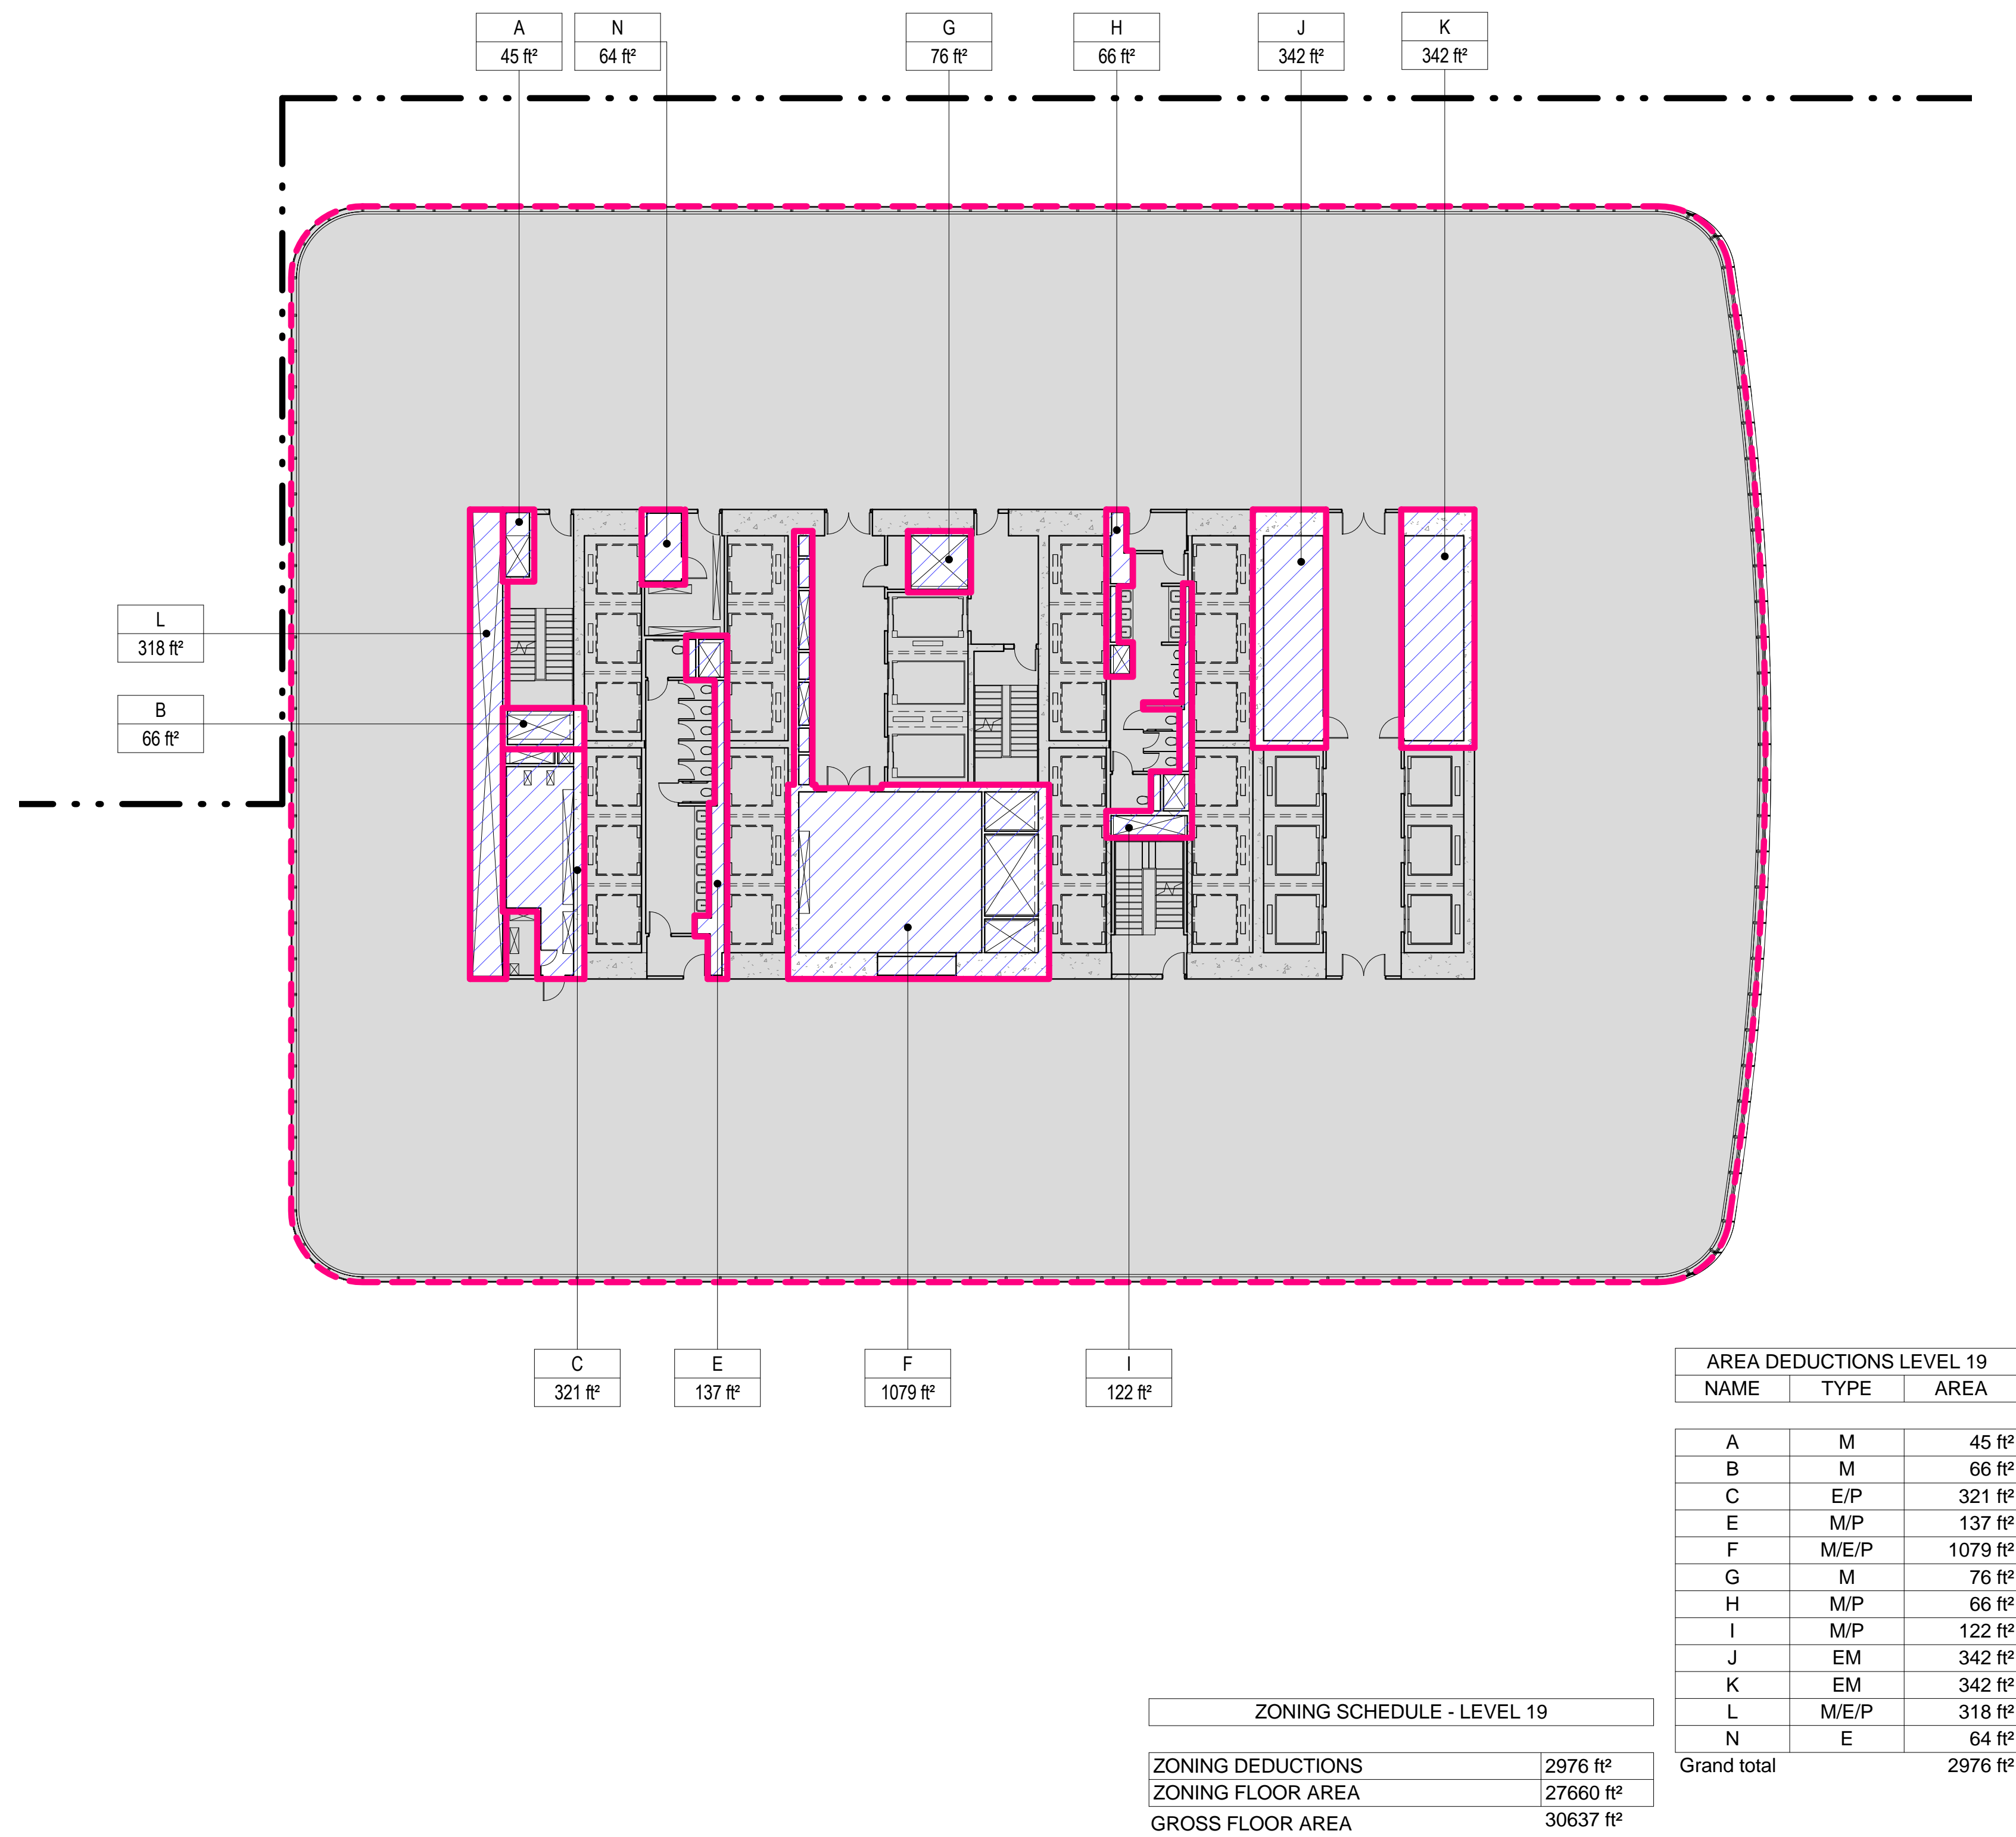 A N G H J K
45 ft² 64 ft² 76 ft² 66 ft² 342 ft² 342 ft²
L
318 ft²
B
66 ft²
C E F I
321 ft² 137 ft² 1079 ft² 122 ft²
AREA DEDUCTIONS LEVEL 19
NAME TYPE AREA
A M 45 ft²
B M 66 ft²
C E/P 321 ft²
E M/P 137 ft²
F M/E/P 1079 ft²
G M 76 ft²
H M/P 66 ft²
I M/P 122 ft²
J EM 342 ft²
K EM 342 ft²
L M/E/P 318 ft²
N E 64 ft²
Grand total 2976 ft²
ZONING SCHEDULE - LEVEL 19
ZONING DEDUCTIONS 2976 ft²
ZONING FLOOR AREA 27660 ft²
GROSS FLOOR AREA 30637 ft²